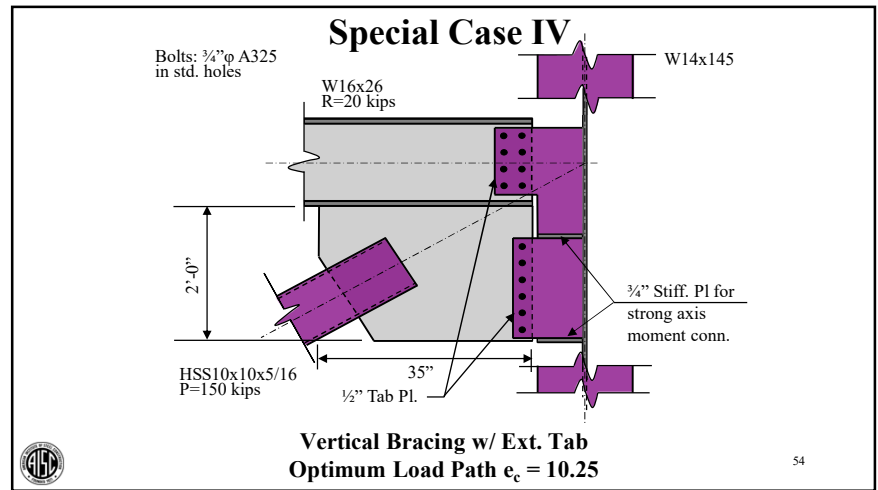 Special Case IV
Bolts: ¾”φ A325
in std. holes
W14x145
W16x26
R=20 kips
2’-0”
¾” Stiff. Pl for
strong axis
moment conn.
35”
HSS10x10x5/16
P=150 kips
½” Tab Pl.
Vertical Bracing w/ Ext. Tab
Optimum Load Path ec = 10.25
54
AISC